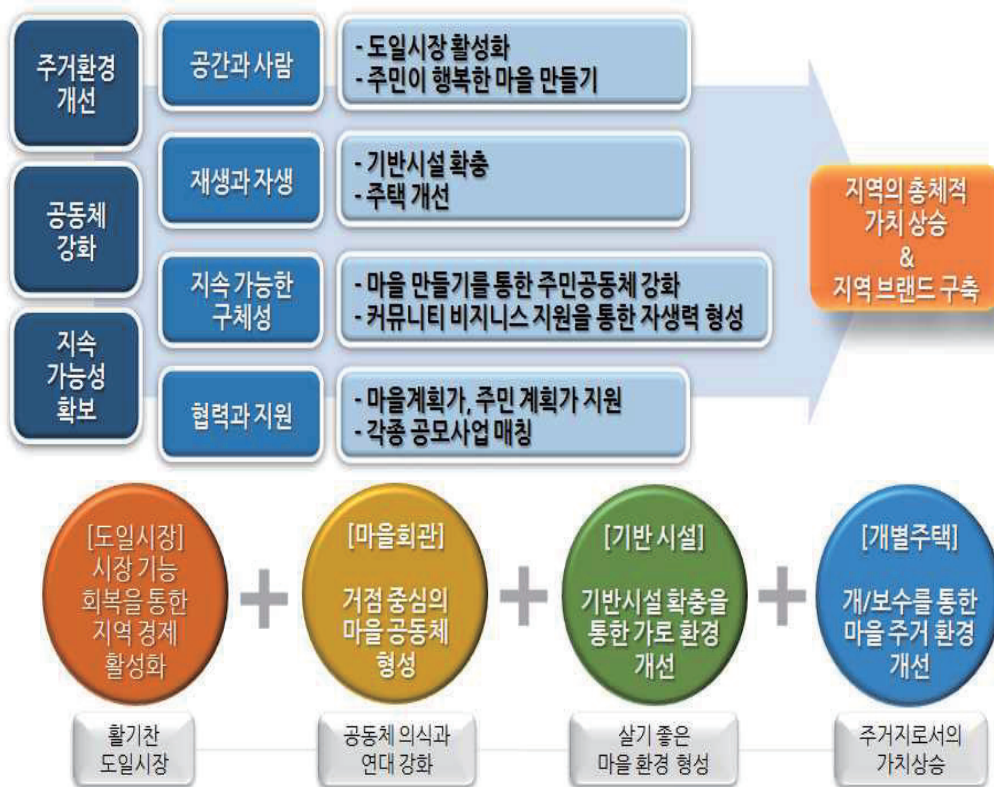 주거환경
개선
공동체
강화
지속
가능성
확보
공간과 사람
- 도일시장 활성화
- 주민이 행복한 마을 만들기
재생과 자생
- 기반시설 확충
- 주택 개선
지속 가능한
구체성
- 마을 만들기를 통한 주민공동체 강화
- 커뮤니티 비지니스 지원을 통한 자생력 형성
협력과 지원
- 마을계획가, 주민 계획가 지원
- 각종 공모사업 매칭
지역의 총체적
가치 상승
&
지역 브랜드 구축
[도일시장]
시장 기능
회복을 통한
지역 경제
활성화
+
[마을회관]
거점 중심의
마을 공동체
형성
+
[기반 시설]
기반시설 확충을
통한 가로 환경
개선
+
[개별주택]
개/보수를 통한
마을 주거 환경
개선
활기찬
도일시장
공동체 의식과
연대 강화
살기 좋은
마을 환경 형성
주거지로서의
가치상승